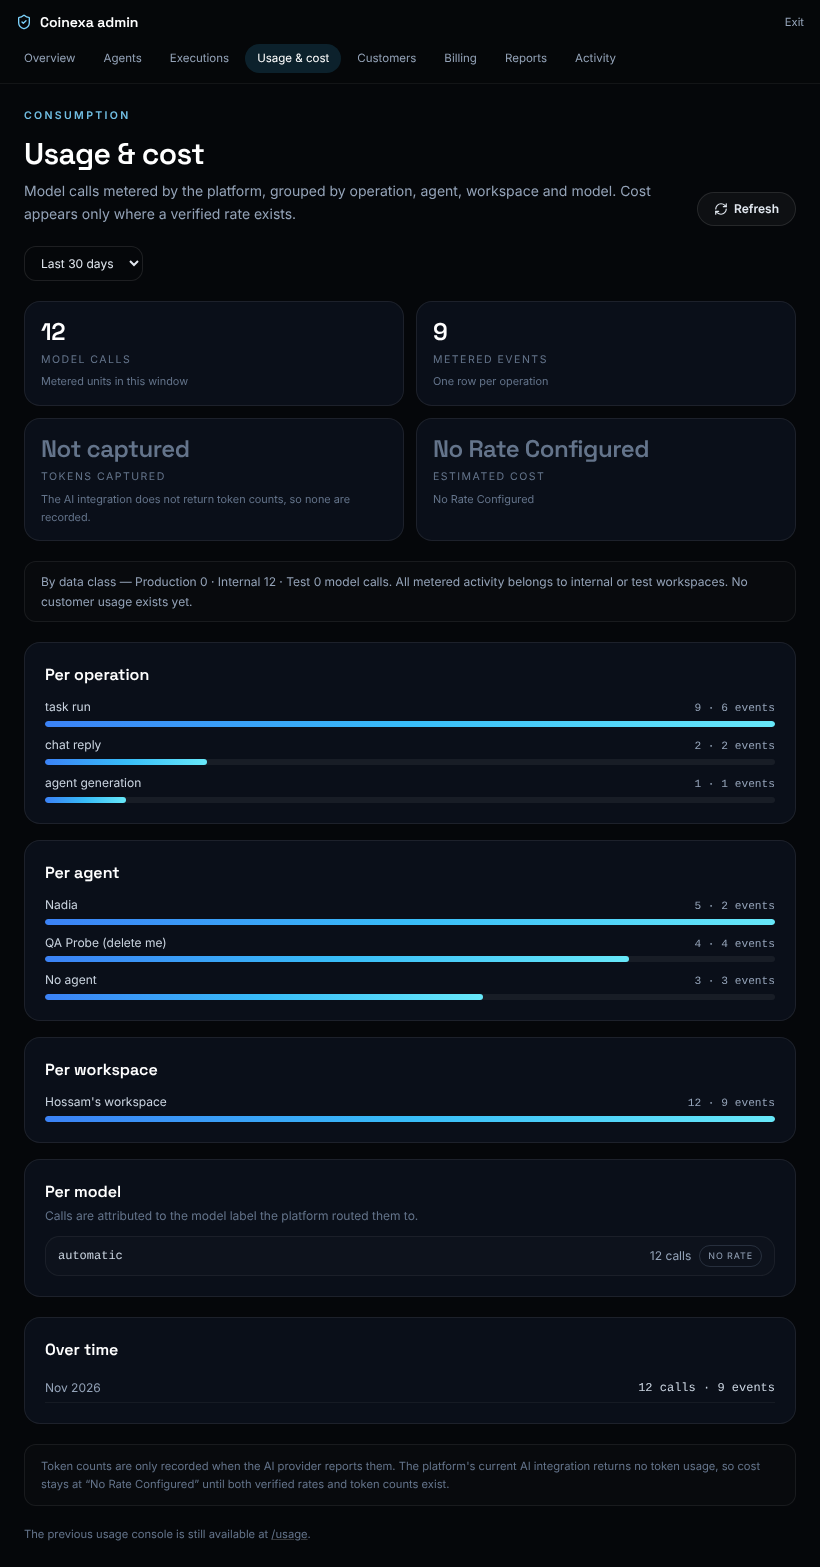 Coinexa admin
Exit
Overview
Agents
Executions
Usage & cost
Customers
Billing
Reports
Activity
CONSUMPTION
Usage & cost
Model calls metered by the platform, grouped by operation, agent, workspace and model. Cost
appears only where a verified rate exists.
Refresh
Last 30 days
12
MODEL CALLS
Metered units in this window
9
METERED EVENTS
One row per operation
Not captured
TOKENS CAPTURED
The AI integration does not return token counts, so none are
recorded.
No Rate Configured
ESTIMATED COST
No Rate Configured
By data class — Production 0 · Internal 12 · Test 0 model calls. All metered activity belongs to internal or test workspaces. No
customer usage exists yet.
Per operation
task run 9 · 6 events
chat reply 2 · 2 events
agent generation 1 · 1 events
Per agent
Nadia 5 · 2 events
QA Probe (delete me) 4 · 4 events
No agent 3 · 3 events
Per workspace
Hossam's workspace 12 · 9 events
Per model
Calls are attributed to the model label the platform routed them to.
automatic 12 calls NO RATE
Over time
Nov 2026 12 calls · 9 events
Token counts are only recorded when the AI provider reports them. The platform's current AI integration returns no token usage, so cost
stays at “No Rate Configured” until both verified rates and token counts exist.
The previous usage console is still available at /usage.